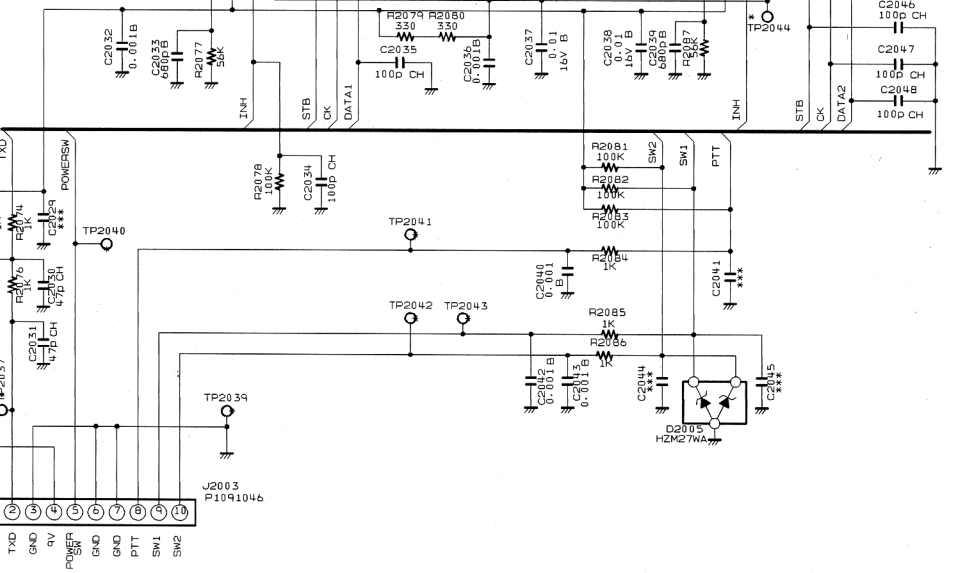 C2032
0.001B
C2033
680pB
R2077
56K
R2079 R2080
330 330
C2035
100p CH
C2036
0.001B
C2037
0.01
16V B
C2038
0.01
16V B
C2039
680pB
R2087
56K
*
TP2044
C2046
100p CH
C2047
100p CH
C2048
100p CH
INH
STB
CK
DATA1
INH
STB
CK
DATA2
TXD
POWERSW
R2078
100K
C2034
100p CH
R2081
100K
R2082
100K
R2083
100K
SW2
SW1
PTT
R2074
1K
C2029
***
TP2040
TP2041
R2076
1K
C2030
47p CH
C2040
0.001
B
R2084
1K
C2041
***
C2031
47p CH
TP2042 TP2043
R2085
1K
R2086
1K
C2042
0.001B
C2043
0.001B
C2044
***
C2045
***
D2005
HZM27WA
TP2037
TP2039
J2003
P1091046
2 3 4 5 6 7 8 9 10
TXD
GND
9V
POWER
SW
GND
GND
PTT
SW1
SW2